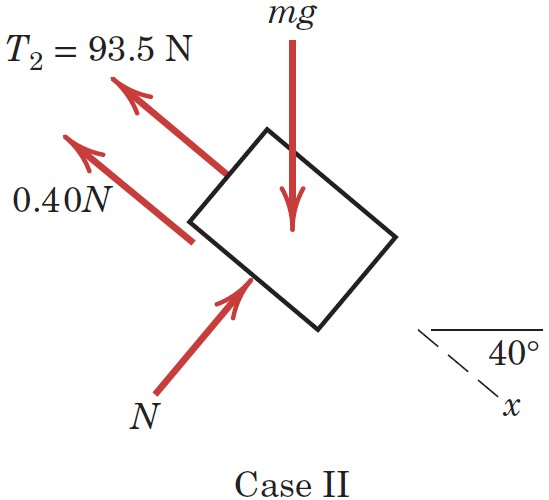 mg
T₂ = 93.5 N
0.40N
N
40°
x
Case II